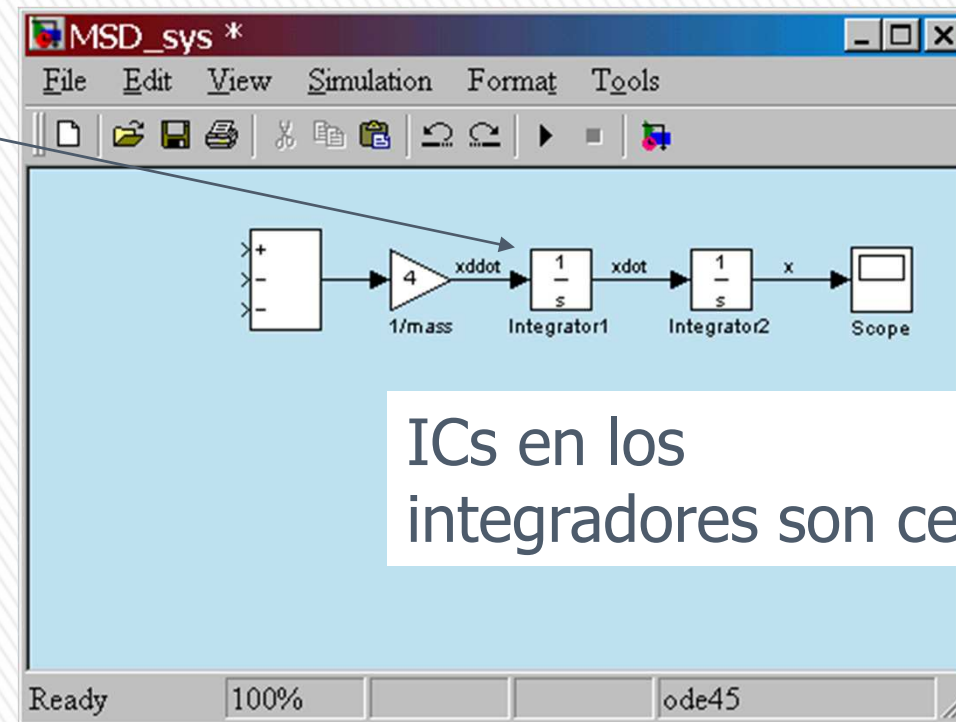 MSD_sys *
File Edit View Simulation Format Tools
+
−
−
4
1/mass
xddot
1
s
Integrator1
xdot
1
s
Integrator2
x
Scope
ICs en los
integradores son
Ready 100% ode45